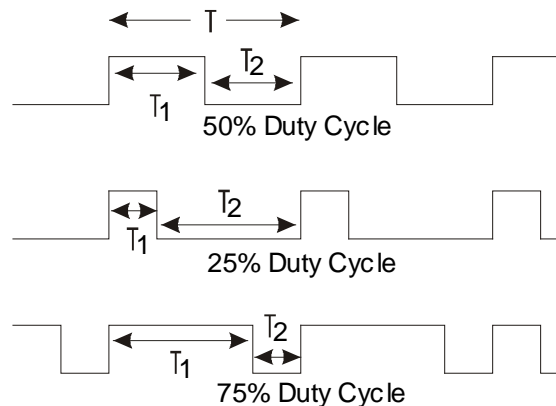 T
T2
T1
50% Duty Cycle
T2
T1
25% Duty Cycle
T2
T1
75% Duty Cycle